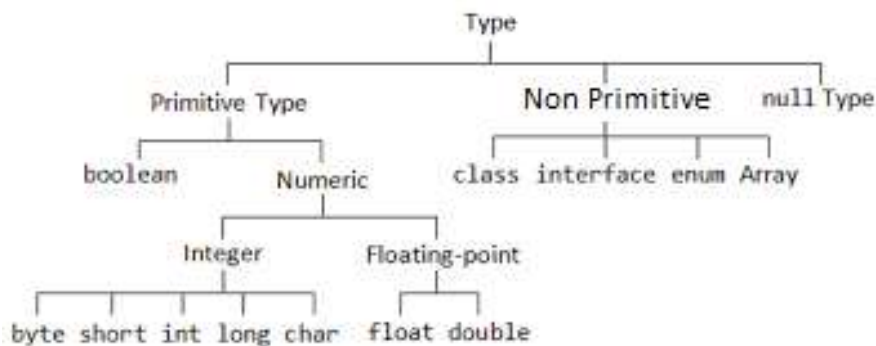 Type
Primitive Type Non Primitive null Type
boolean Numeric class interface enum Array
Integer Floating-point
byte short int long char float double